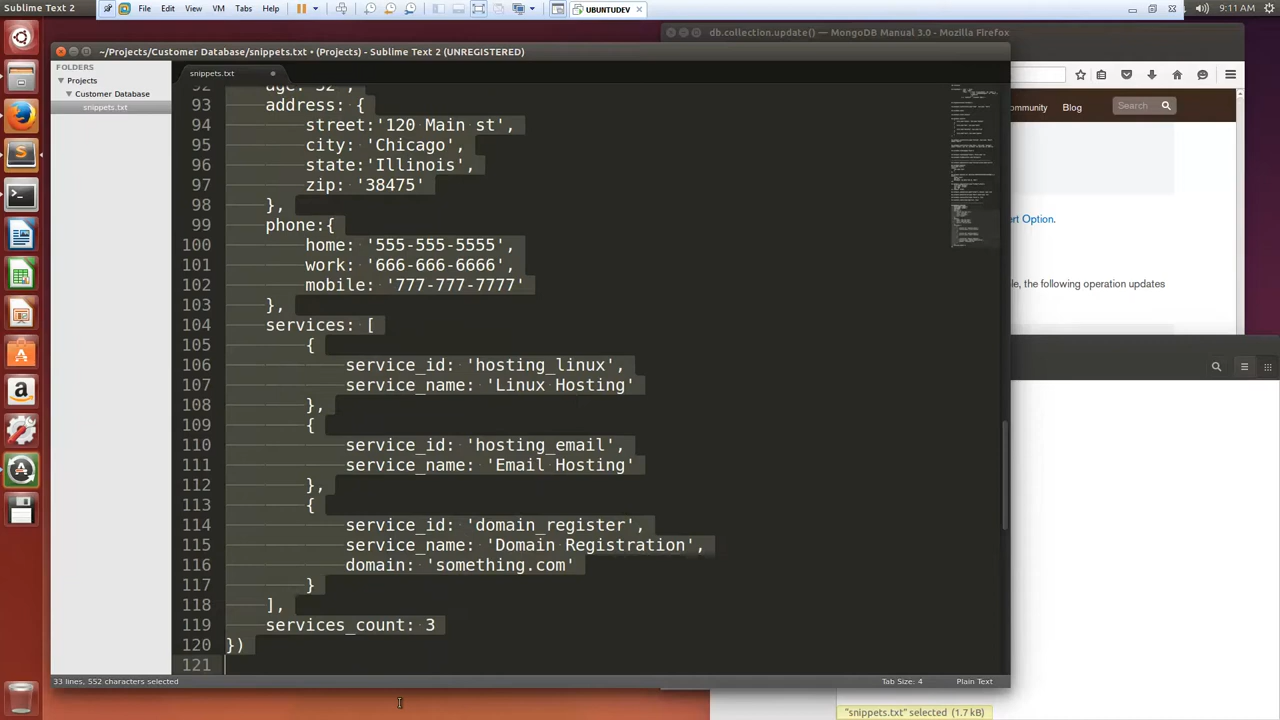 Sublime Text 2
File Edit View VM Tabs Help
UBUNTUDEV
9:11 AM
db.collection.update() — MongoDB Manual 3.0 - Mozilla Firefox
~/Projects/Customer Database/snippets.txt • (Projects) - Sublime Text 2 (UNREGISTERED)
FOLDERS
Projects
Customer Database
snippets.txt
snippets.txt
93 address: {
94 street:'120 main st',
95 city: 'Chicago',
96 state:'Illinois',
97 zip: '38475'
98 },
99 phone:{
100 home: '555-555-5555',
101 work: '666-666-6666',
102 mobile: '777-777-7777'
103 },
104 services: [
105 {
106 service_id: 'hosting_linux',
107 service_name: 'Linux Hosting'
108 },
109 {
110 service_id: 'hosting_email',
111 service_name: 'Email Hosting'
112 },
113 {
114 service_id: 'domain_register',
115 service_name: 'Domain Registration',
116 domain: 'something.com'
117 }
118 ],
119 services_count: 3
120 })
121
33 lines, 552 characters selected
Tab Size: 4
Plain Text
Blog
Search
Option.
the following operation updates
"snippets.txt" selected (1.7 kB)